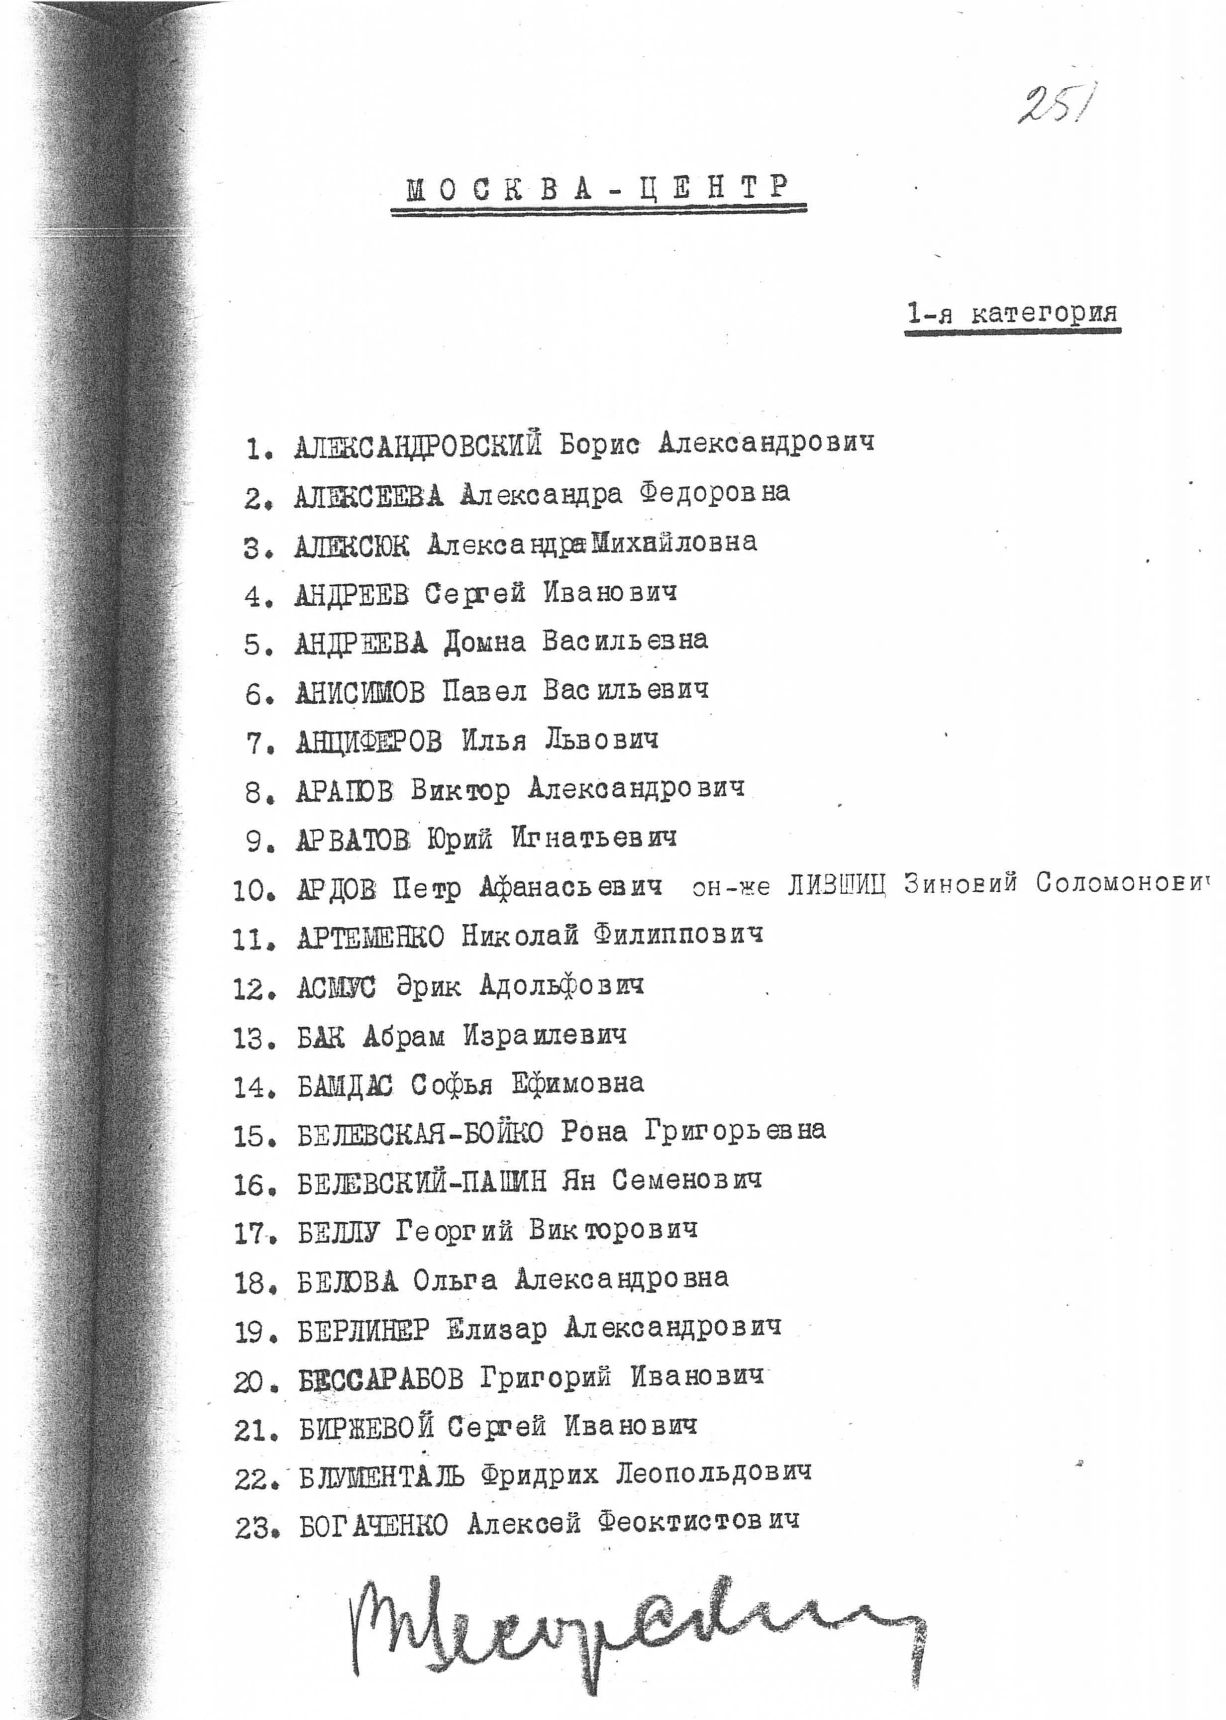 251
МОСКВА-ЦЕНТР
1-я категория
1. АЛЕКСАНДРОВСКИЙ Борис Александрович
2. АЛЕКСЕЕВА Александра Федоровна
3. АЛЕКСЮК Александра Михайловна
4. АНДРЕЕВ Сергей Иванович
5. АНДРЕЕВА Домна Васильевна
6. АНИСИМОВ Павел Васильевич
7. АНЦИФЕРОВ Илья Львович
8. АРАПОВ Виктор Александрович
9. АРВАТОВ Юрий Игнатьевич
10. АРДОВ Петр Афанасьевич он-же ЛИВШИЦ Зиновий Соломонович
11. АРТЕМЕНКО Николай Филиппович
12. АСМУС Эрик Адольфович
13. БАК Абрам Израилевич
14. БАМДАС Софья Ефимовна
15. БЕЛЕВСКАЯ-БОЙКО Рона Григорьевна
16. БЕЛЕВСКИЙ-ПАШИН Ян Семенович
17. БЕЛЛУ Георгий Викторович
18. БЕЛОВА Ольга Александровна
19. БЕРЛИНЕР Елизар Александрович
20. БЕССАРАБОВ Григорий Иванович
21. БИРЖЕВОЙ Сергей Иванович
22. БЛУМЕНТАЛЬ Фридрих Леопольдович
23. БОГАЧЕНКО Алексей Феоктистович